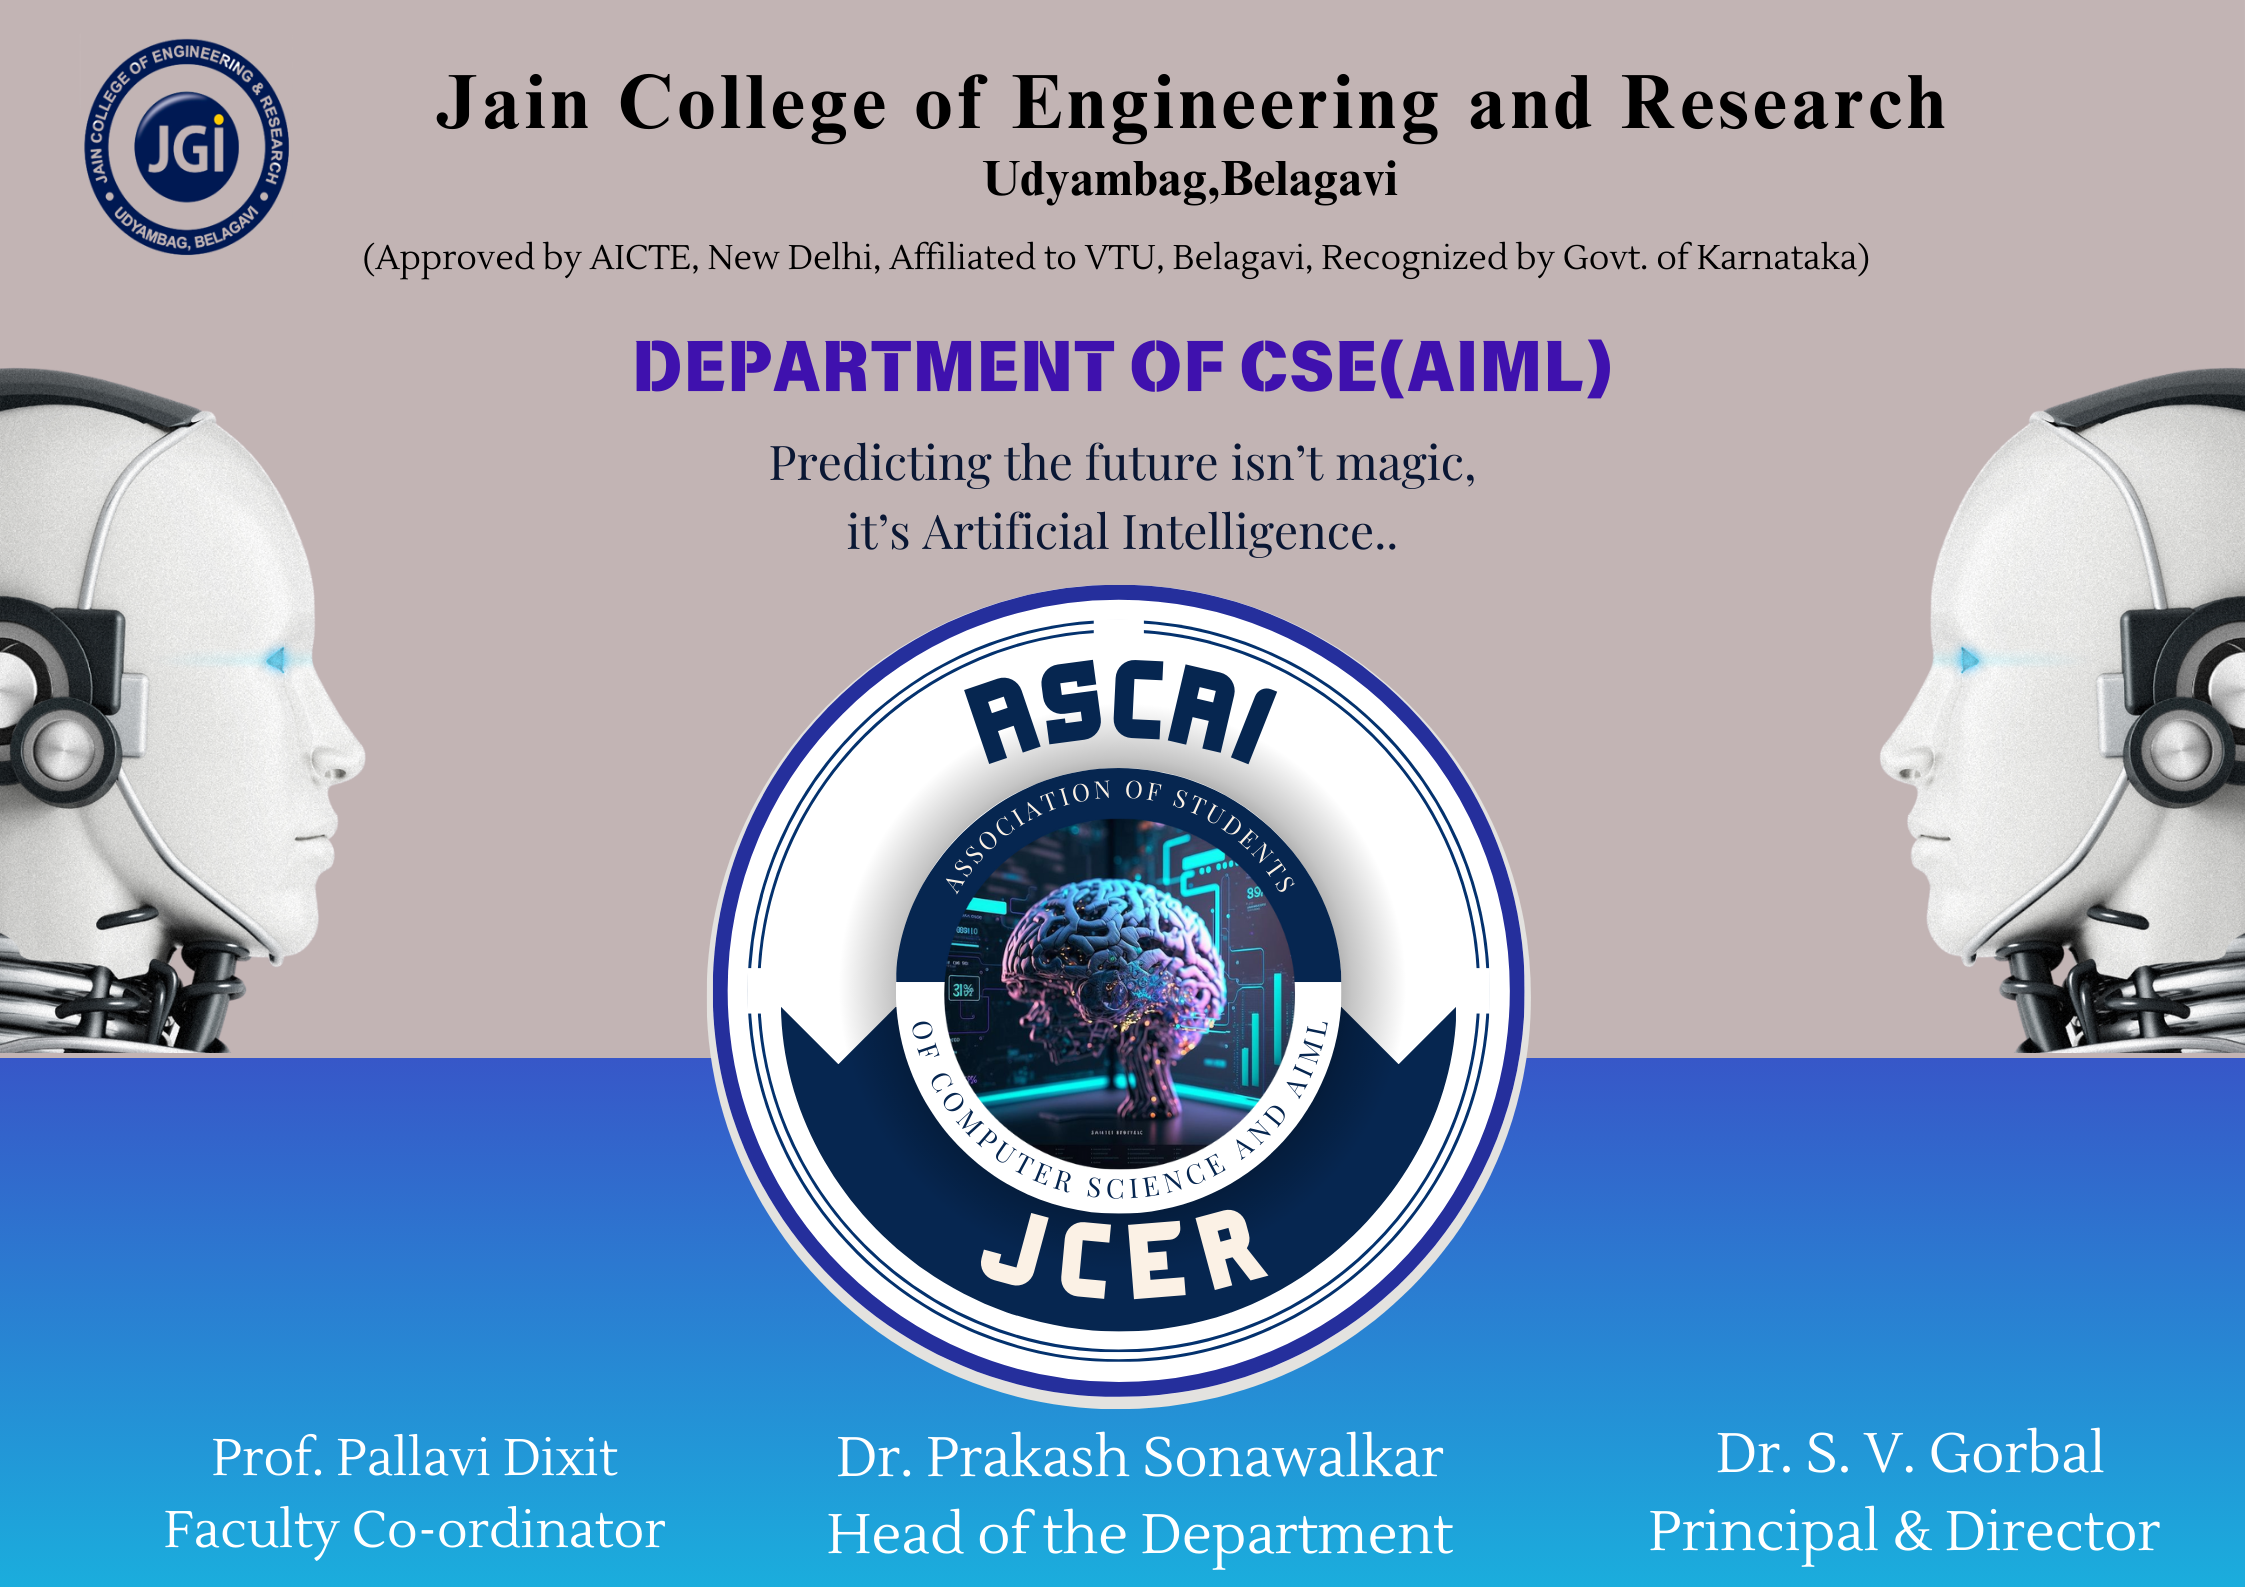 JAIN COLLEGE OF ENGINEERING & RESEARCH
JGi
UDYAMBAG, BELAGAVI
Jain College of Engineering and Research
Udyambag,Belagavi
(Approved by AICTE, New Delhi, Affiliated to VTU, Belagavi, Recognized by Govt. of Karnataka)
DEPARTMENT OF CSE(AIML)
Predicting the future isn’t magic,
it’s Artificial Intelligence..
ASCAI
ASSOCIATION OF STUDENTS
31%
OF COMPUTER SCIENCE AND AIML
JCER
Prof. Pallavi Dixit
Faculty Co-ordinator
Dr. Prakash Sonawalkar
Head of the Department
Dr. S. V. Gorbal
Principal & Director